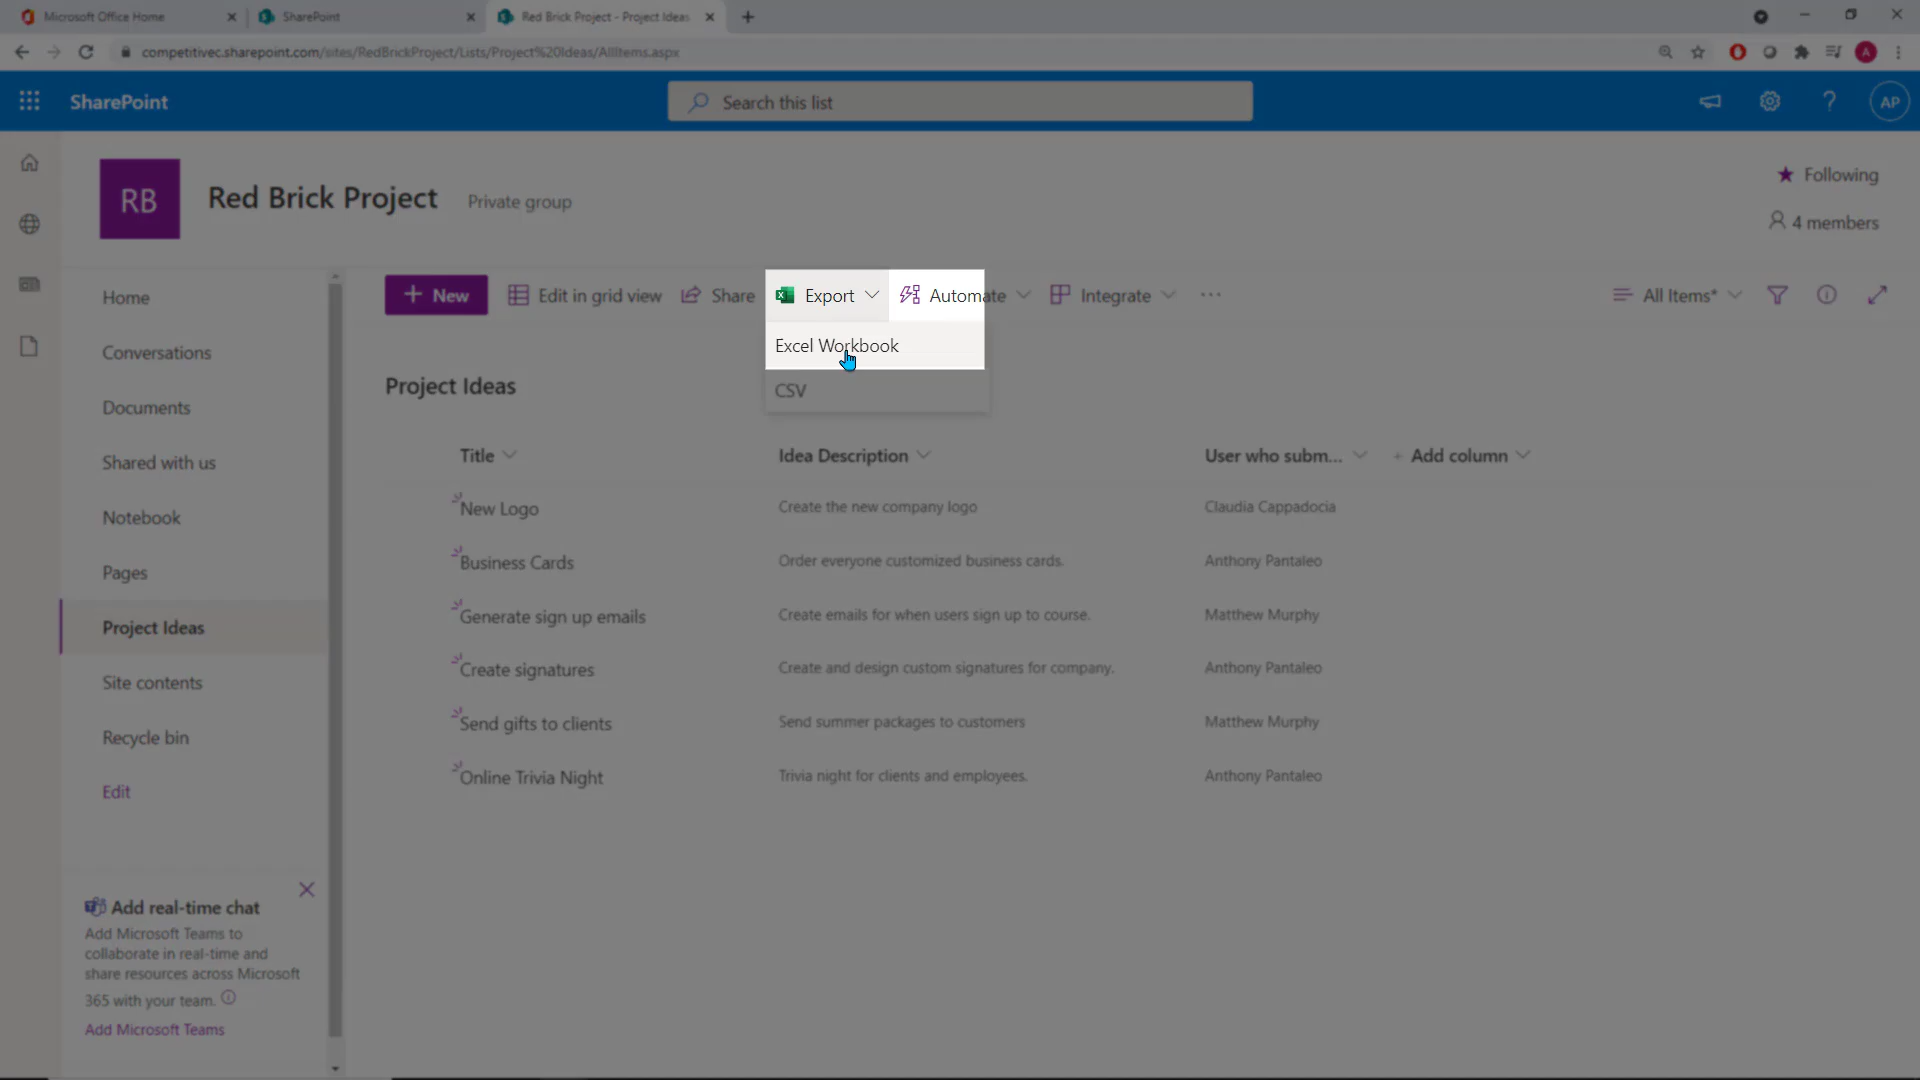 Microsoft Office Home
SharePoint
Red Brick Project - Project Ideas
competitivec.sharepoint.com/sites/RedBrickProject/Lists/Project%20Ideas/AllItems.aspx
A
SharePoint
Search this list
?
AP
RB
Red Brick Project
Private group
Following
4 members
Home
Conversations
Documents
Shared with us
Notebook
Pages
Project Ideas
Site contents
Recycle bin
Edit
Add real-time chat
Add Microsoft Teams to
collaborate in real-time and
share resources across Microsoft
365 with your team.
Add Microsoft Teams
+ New
Edit in grid view
Share
Export
Automate
Integrate
...
All Items*
Excel Workbook
CSV
Project Ideas
Title
Idea Description
User who subm...
+ Add column
New Logo
Create the new company logo
Claudia Cappadocia
Business Cards
Order everyone customized business cards.
Anthony Pantaleo
Generate sign up emails
Create emails for when users sign up to course.
Matthew Murphy
Create signatures
Create and design custom signatures for company.
Anthony Pantaleo
Send gifts to clients
Send summer packages to customers
Matthew Murphy
Online Trivia Night
Trivia night for clients and employees.
Anthony Pantaleo